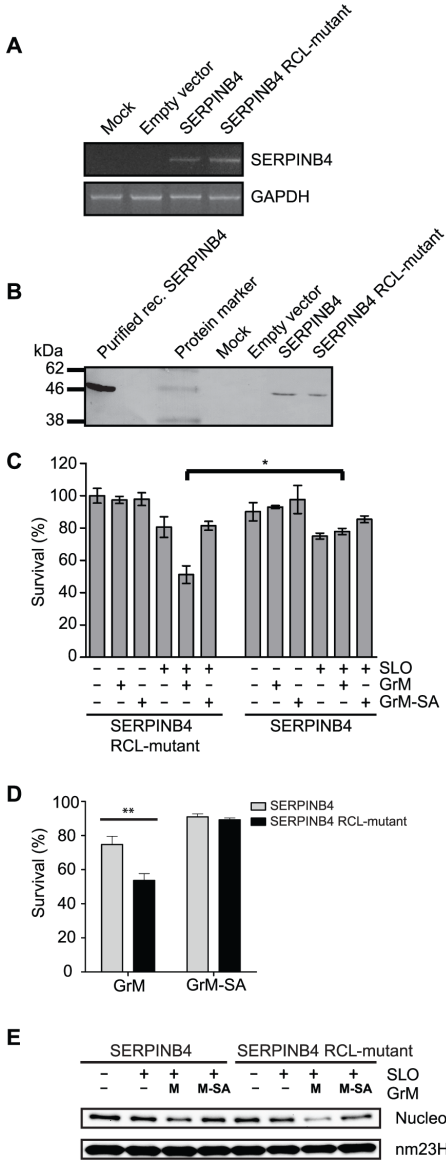 A
Mock
Empty vector
SERPINB4
SERPINB4 RCL-mutant
SERPINB4
GAPDH
B
Purified rec. SERPINB4
Protein marker
Mock
Empty vector
SERPINB4
SERPINB4 RCL-mutant
kDa
62
46
38
C
Survival (%)
120
100
80
60
40
20
0
*
– – – + + + – – – + + + SLO
– + – – + – – + – – + – GrM
– – + – – + – – + – – + GrM-SA
SERPINB4
RCL-mutant
SERPINB4
D
Survival (%)
100
80
60
40
20
0
**
SERPINB4
SERPINB4 RCL-mutant
GrM
GrM-SA
E
SERPINB4
SERPINB4 RCL-mutant
– + + + – + + + SLO
– – M M-SA – – M M-SA GrM
Nucleo
nm23H